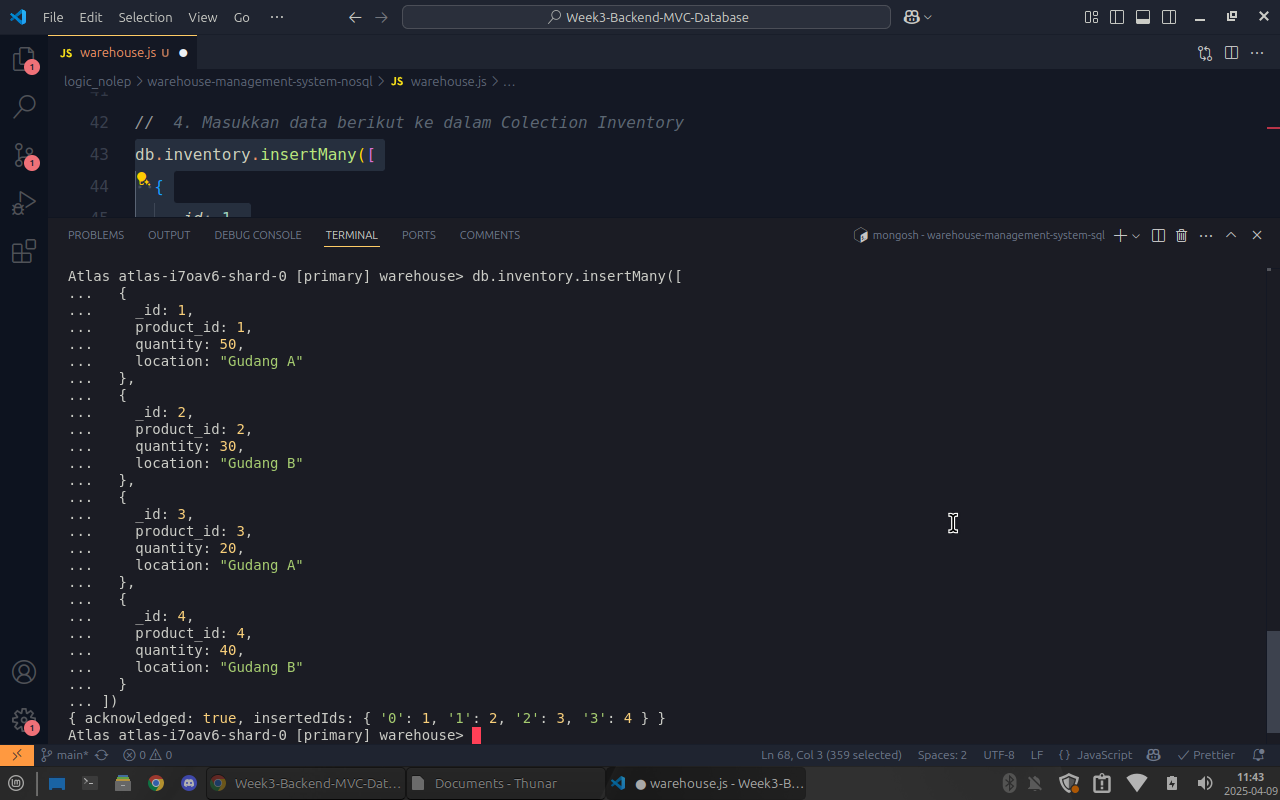 File Edit Selection View Go ⋯ ← → Week3-Backend-MVC-Database
JS warehouse.js U ●
logic_nolep > warehouse-management-system-nosql > JS warehouse.js > ...
41
42 //  4. Masukkan data berikut ke dalam Colection Inventory
43 db.inventory.insertMany([
44 {
45 _id: 1
PROBLEMS OUTPUT DEBUG CONSOLE TERMINAL PORTS COMMENTS mongosh - warehouse-management-system-sql
Atlas atlas-i7oav6-shard-0 [primary] warehouse> db.inventory.insertMany([
...   {
...     _id: 1,
...     product_id: 1,
...     quantity: 50,
...     location: "Gudang A"
...   },
...   {
...     _id: 2,
...     product_id: 2,
...     quantity: 30,
...     location: "Gudang B"
...   },
...   {
...     _id: 3,
...     product_id: 3,
...     quantity: 20,
...     location: "Gudang A"
...   },
...   {
...     _id: 4,
...     product_id: 4,
...     quantity: 40,
...     location: "Gudang B"
...   }
... ])
{ acknowledged: true, insertedIds: { '0': 1, '1': 2, '2': 3, '3': 4 } }
Atlas atlas-i7oav6-shard-0 [primary] warehouse>
1
1
1
main* 0 0 Ln 68, Col 3 (359 selected) Spaces: 2 UTF-8 LF {} JavaScript Prettier
Week3-Backend-MVC-Dat... Documents - Thunar ● warehouse.js - Week3-B... 11:43
2025-04-09